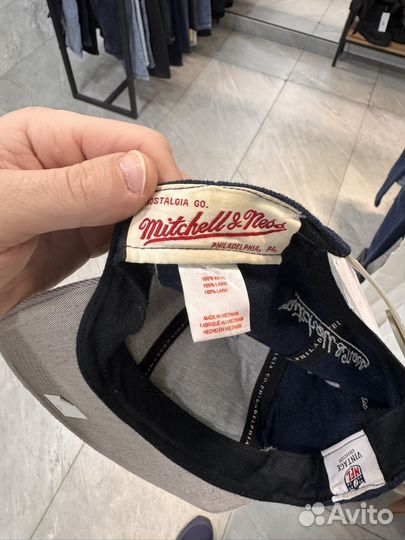 NOSTALGIA CO.
Mitchell & Ness
PHILADELPHIA, PA.
100% WOOL
100% LAINE
100% LANA
MADE IN VIETNAM
FABRIQUÉ AU VIETNAM
HECHO EN VIETNAM
NFL
VINTAGE
COLLECTION
Avito